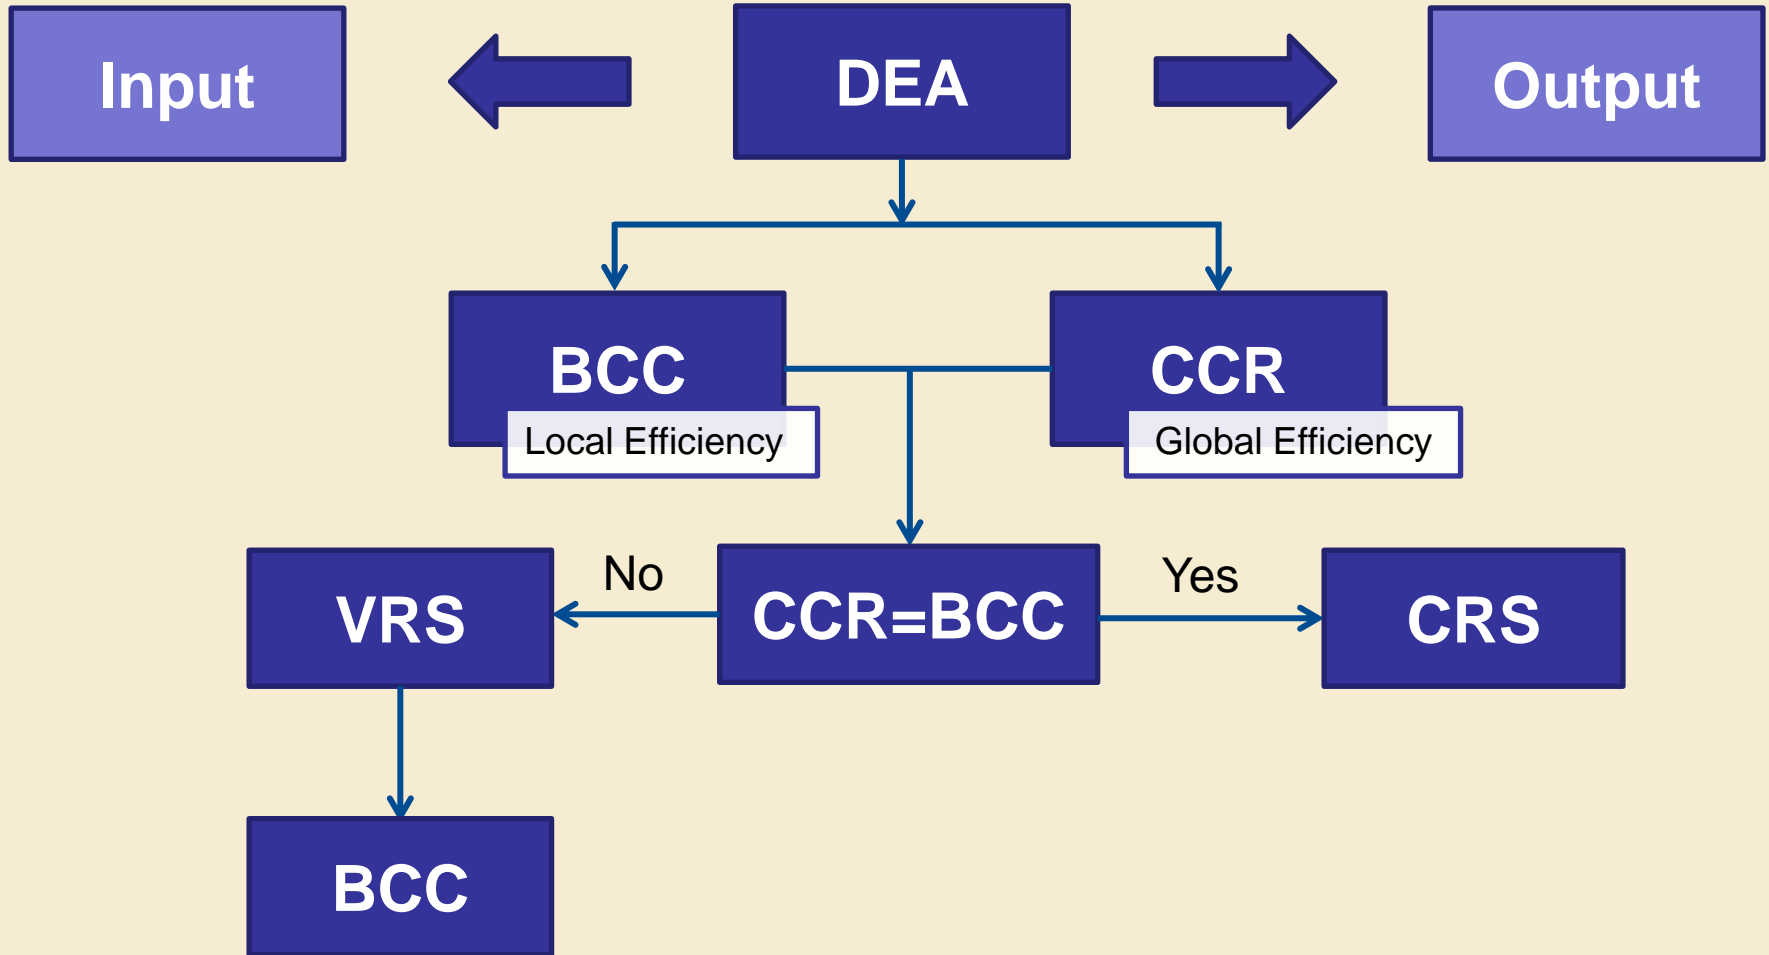 Input
DEA
Output
BCC
CCR
Local Efficiency
Global Efficiency
No
Yes
VRS
CCR=BCC
CRS
BCC